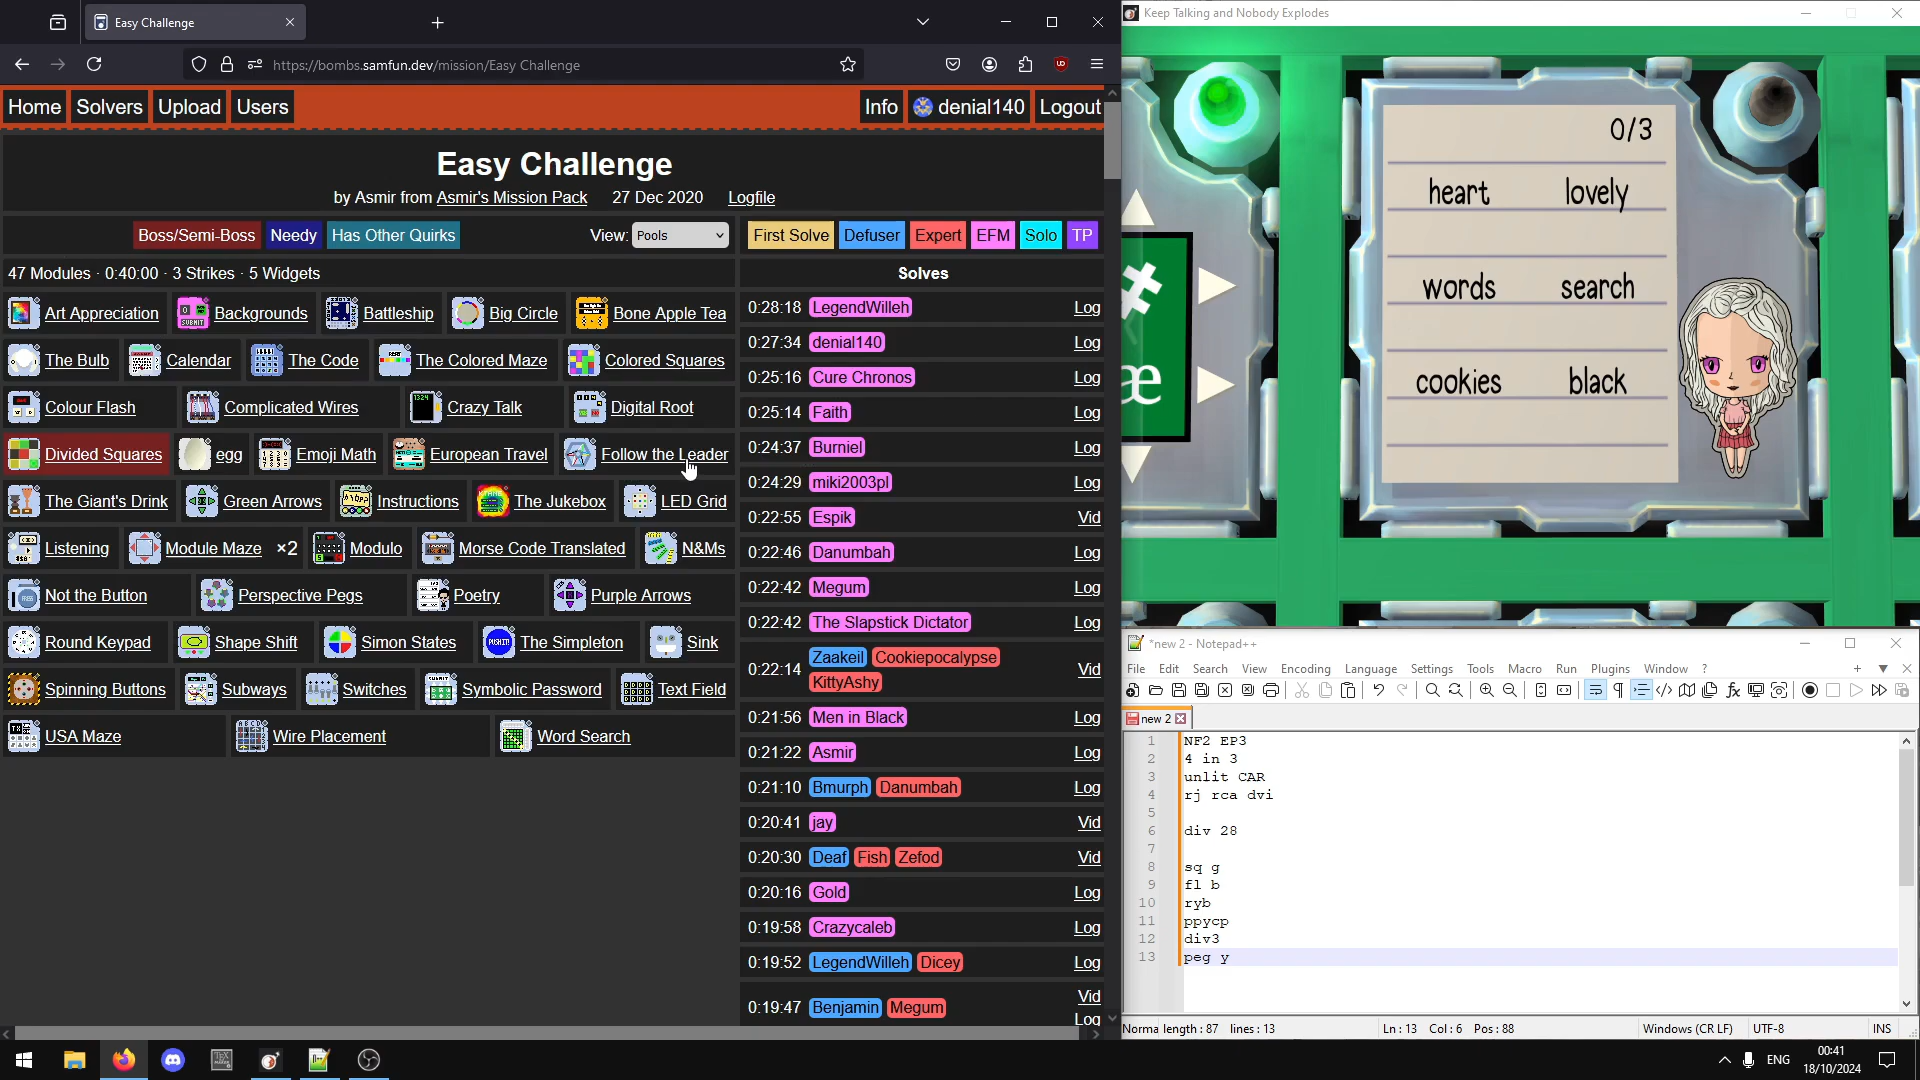 Easy Challenge
https://bombs.samfun.dev/mission/Easy Challenge
Home Solvers Upload Users Info denial140 Logout
Easy Challenge
by Asmir from Asmir's Mission Pack 27 Dec 2020 Logfile
Boss/Semi-Boss Needy Has Other Quirks View: Pools
47 Modules · 0:40:00 · 3 Strikes · 5 Widgets
Art Appreciation Backgrounds Battleship Big Circle Bone Apple Tea
The Bulb Calendar The Code The Colored Maze Colored Squares
Colour Flash Complicated Wires Crazy Talk Digital Root
Divided Squares egg Emoji Math European Travel Follow the Leader
The Giant's Drink Green Arrows Instructions The Jukebox LED Grid
Listening Module Maze ×2 Modulo Morse Code Translated N&Ms
Not the Button Perspective Pegs Poetry Purple Arrows
Round Keypad Shape Shift Simon States The Simpleton Sink
Spinning Buttons Subways Switches Symbolic Password Text Field
USA Maze Wire Placement Word Search
First Solve Defuser Expert EFM Solo TP
Solves
0:28:18 LegendWilleh Log
0:27:34 denial140 Log
0:25:16 Cure Chronos Log
0:25:14 Faith Log
0:24:37 Burniel Log
0:24:29 miki2003pl Log
0:22:55 Espik Vid
0:22:46 Danumbah Log
0:22:42 Megum Log
0:22:42 The Slapstick Dictator Log
0:22:14 Zaakeil Cookiepocalypse KittyAshy Vid
0:21:56 Men in Black Log
0:21:22 Asmir Log
0:21:10 Bmurph Danumbah Log
0:20:41 jay Vid
0:20:30 Deaf Fish Zefod Vid
0:20:16 Gold Log
0:19:58 Crazycaleb Log
0:19:52 LegendWilleh Dicey Log
0:19:47 Benjamin Megum Vid
Log
Keep Talking and Nobody Explodes
0/3
heart lovely
words search
cookies black
# 
æ
*new 2 - Notepad++
File Edit Search View Encoding Language Settings Tools Macro Run Plugins Window ?
new 2
1 NF2 EP3
2 4 in 3
3 unlit CAR
4 rj rca dvi
5
6 div 28
7
8 sq g
9 fl b
10 ryb
11 ppycp
12 div3
13 peg y
Norma length : 87 lines : 13 Ln : 13 Col : 6 Pos : 88 Windows (CR LF) UTF-8 INS
ENG 00:41
18/10/2024